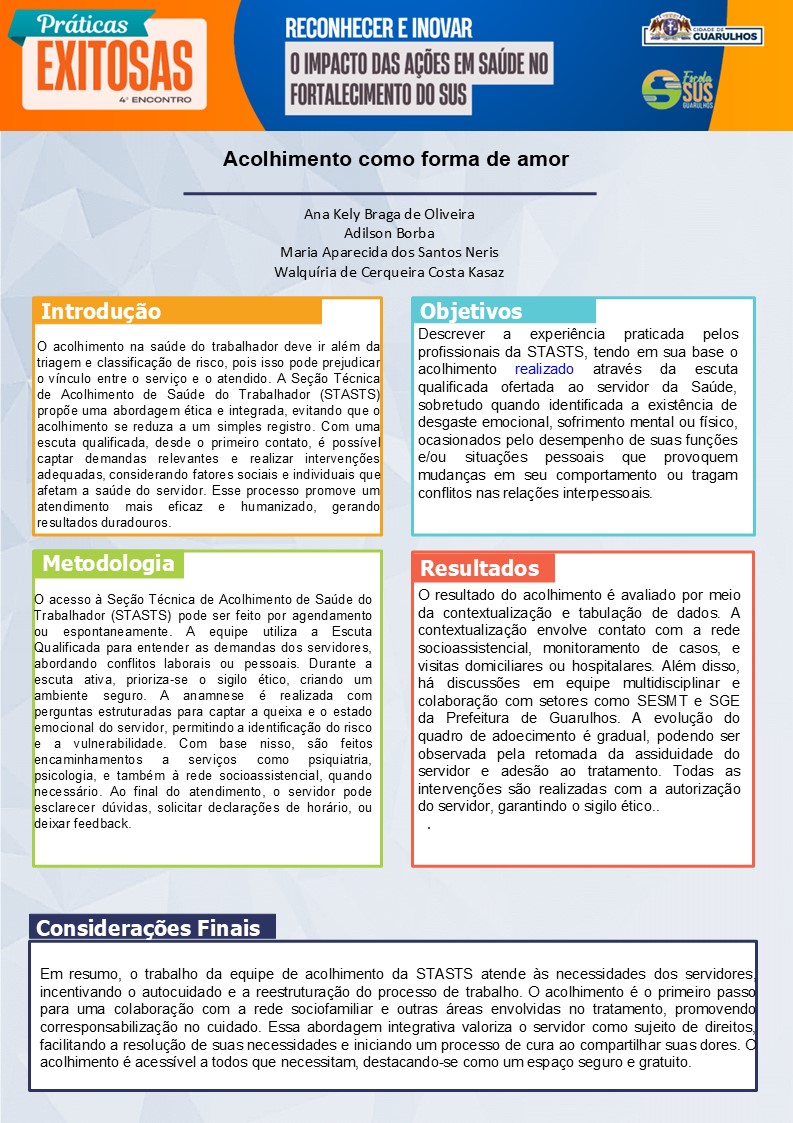 Práticas
EXITOSAS
4º ENCONTRO
RECONHECER E INOVAR
O IMPACTO DAS AÇÕES EM SAÚDE NO
FORTALECIMENTO DO SUS
CIDADE DE
GUARULHOS
Escola
SUS
GUARULHOS
Acolhimento como forma de amor
Ana Kely Braga de Oliveira
Adilson Borba
Maria Aparecida dos Santos Neris
Walquíria de Cerqueira Costa Kasaz
Introdução
O acolhimento na saúde do trabalhador deve ir além da
triagem e classificação de risco, pois isso pode prejudicar
o vínculo entre o serviço e o atendido. A Seção Técnica
de Acolhimento de Saúde do Trabalhador (STASTS)
propõe uma abordagem ética e integrada, evitando que o
acolhimento se reduza a um simples registro. Com uma
escuta qualificada, desde o primeiro contato, é possível
captar demandas relevantes e realizar intervenções
adequadas, considerando fatores sociais e individuais que
afetam a saúde do servidor. Esse processo promove um
atendimento mais eficaz e humanizado, gerando
resultados duradouros.
Objetivos
Descrever a experiência praticada pelos
profissionais da STASTS, tendo em sua base o
acolhimento realizado através da escuta
qualificada ofertada ao servidor da Saúde,
sobretudo quando identificada a existência de
desgaste emocional, sofrimento mental ou físico,
ocasionados pelo desempenho de suas funções
e/ou situações pessoais que provoquem
mudanças em seu comportamento ou tragam
conflitos nas relações interpessoais.
Metodologia
O acesso à Seção Técnica de Acolhimento de Saúde do
Trabalhador (STASTS) pode ser feito por agendamento
ou espontaneamente. A equipe utiliza a Escuta
Qualificada para entender as demandas dos servidores,
abordando conflitos laborais ou pessoais. Durante a
escuta ativa, prioriza-se o sigilo ético, criando um
ambiente seguro. A anamnese é realizada com
perguntas estruturadas para captar a queixa e o estado
emocional do servidor, permitindo a identificação do risco
e a vulnerabilidade. Com base nisso, são feitos
encaminhamentos a serviços como psiquiatria,
psicologia, e também à rede socioassistencial, quando
necessário. Ao final do atendimento, o servidor pode
esclarecer dúvidas, solicitar declarações de horário, ou
deixar feedback.
Resultados
O resultado do acolhimento é avaliado por meio
da contextualização e tabulação de dados. A
contextualização envolve contato com a rede
socioassistencial, monitoramento de casos, e
visitas domiciliares ou hospitalares. Além disso,
há discussões em equipe multidisciplinar e
colaboração com setores como SESMT e SGE
da Prefeitura de Guarulhos. A evolução do
quadro de adoecimento é gradual, podendo ser
observada pela retomada da assiduidade do
servidor e adesão ao tratamento. Todas as
intervenções são realizadas com a autorização
do servidor, garantindo o sigilo ético..
.
Considerações Finais
Em resumo, o trabalho da equipe de acolhimento da STASTS atende às necessidades dos servidores,
incentivando o autocuidado e a reestruturação do processo de trabalho. O acolhimento é o primeiro passo
para uma colaboração com a rede sociofamiliar e outras áreas envolvidas no tratamento, promovendo
corresponsabilização no cuidado. Essa abordagem integrativa valoriza o servidor como sujeito de direitos,
facilitando a resolução de suas necessidades e iniciando um processo de cura ao compartilhar suas dores. O
acolhimento é acessível a todos que necessitam, destacando-se como um espaço seguro e gratuito.